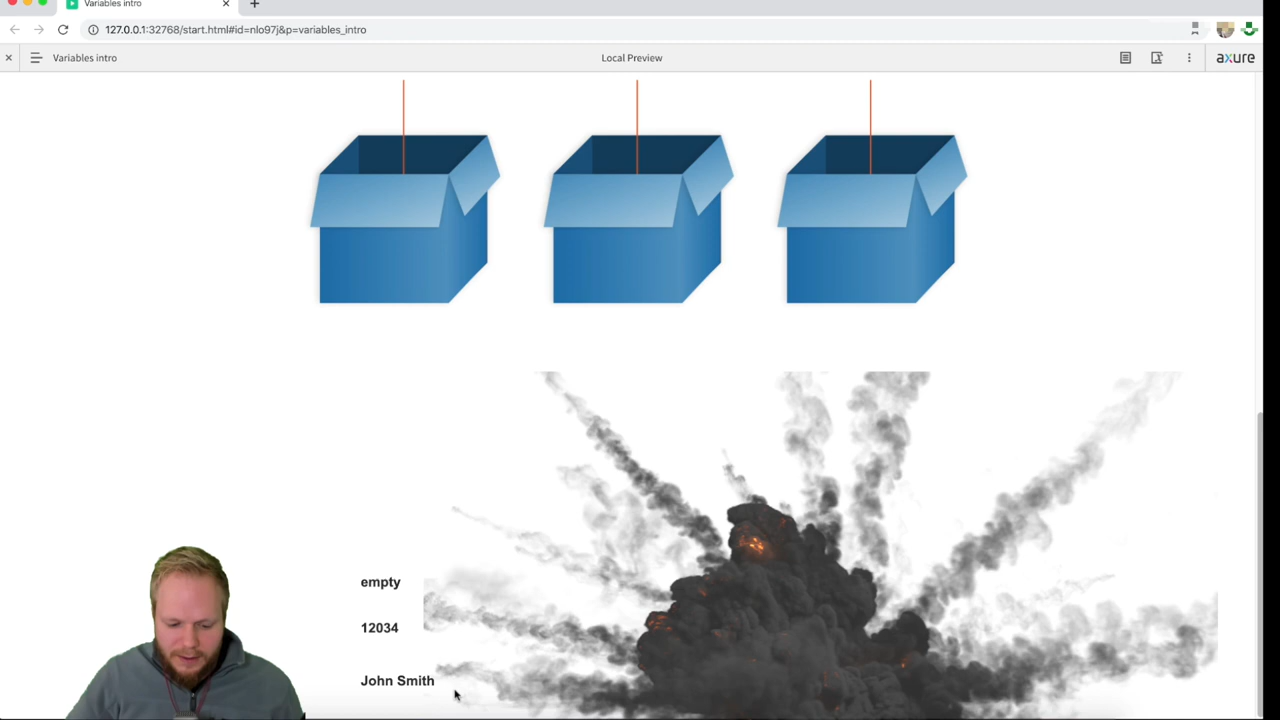 Variables intro
127.0.0.1:32768/start.html#id=nlo97j&p=variables_intro
Variables intro
Local Preview
axure
empty
12034
John Smith